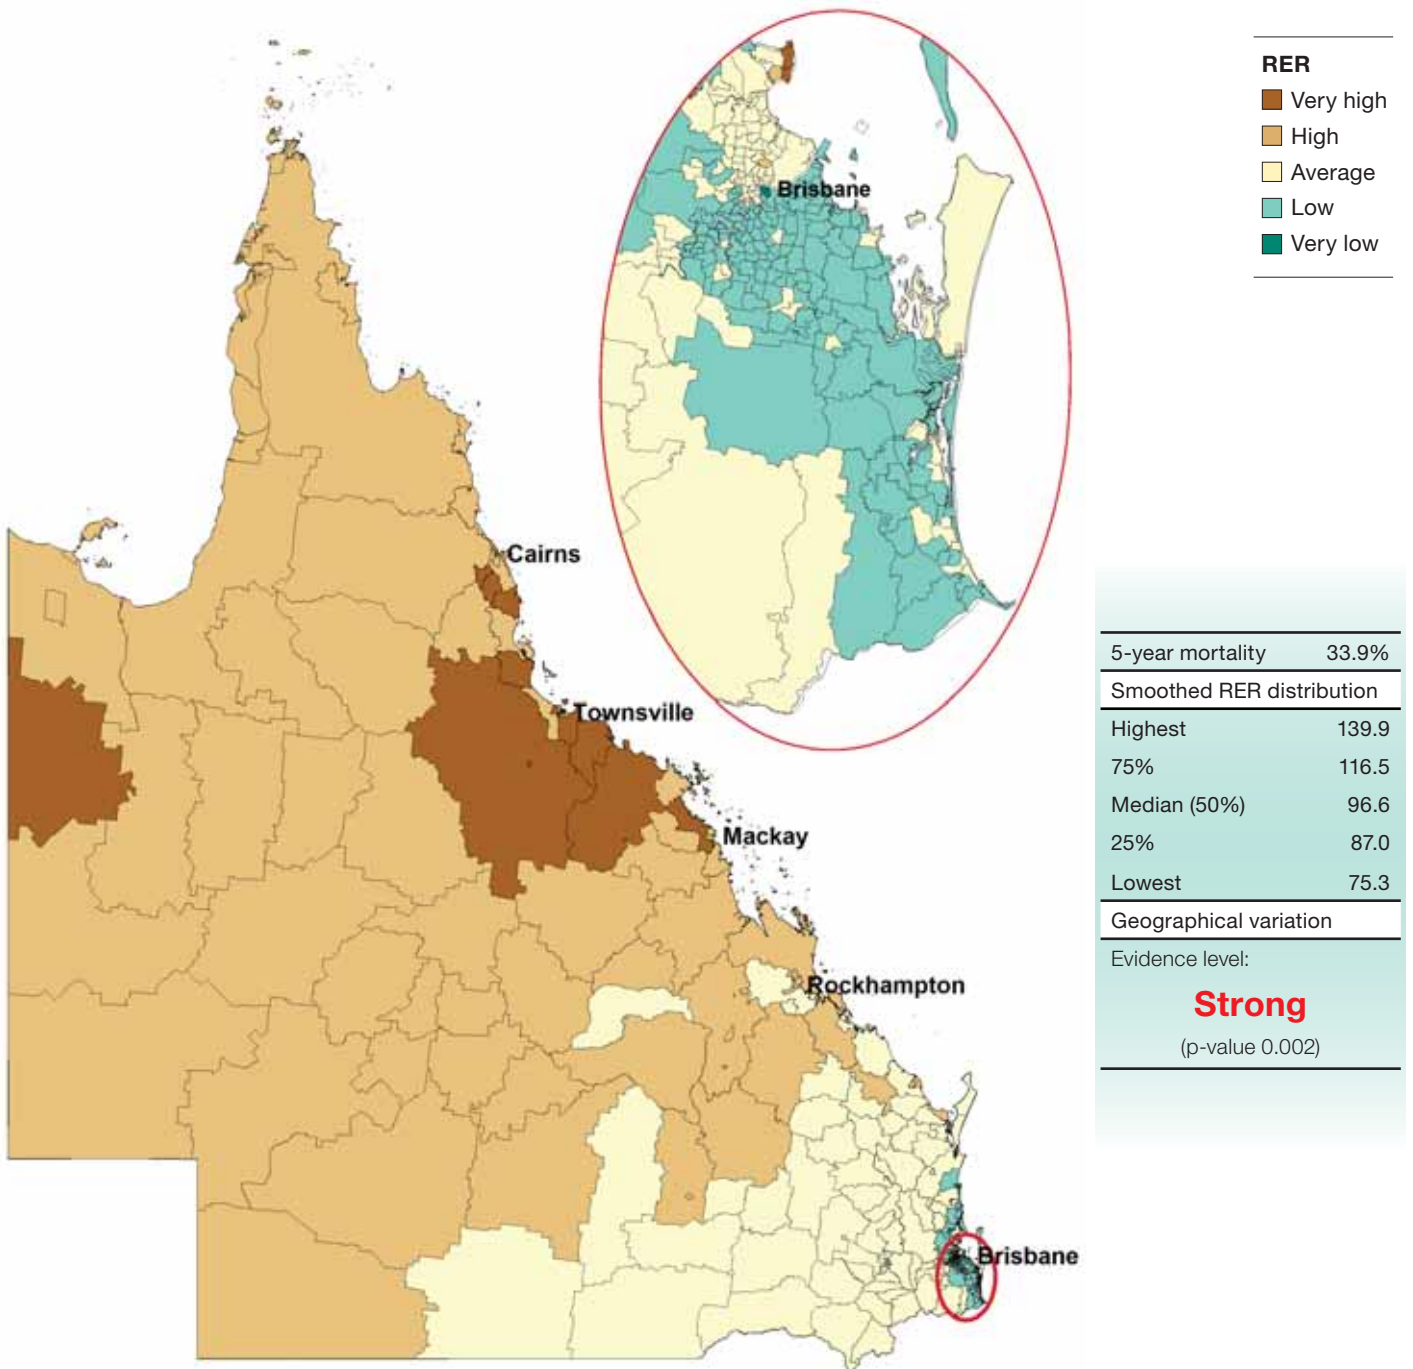 Brisbane
RER
Very high
High
Average
Low
Very low
Cairns
Townsville
Mackay
Rockhampton
Brisbane
5-year mortality 33.9%
Smoothed RER distribution
Highest 139.9
75% 116.5
Median (50%) 96.6
25% 87.0
Lowest 75.3
Geographical variation
Evidence level:
Strong
(p-value 0.002)